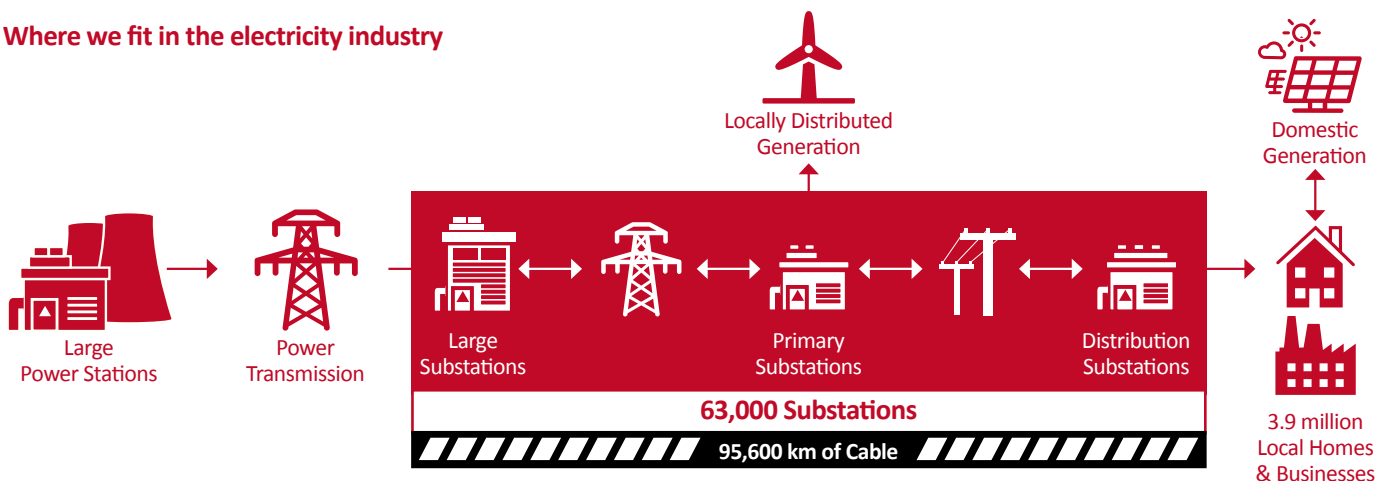 Where we fit in the electricity industry
Locally Distributed
Generation
Domestic
Generation
Large
Power Stations
Power
Transmission
Large
Substations
Primary
Substations
Distribution
Substations
63,000 Substations
95,600 km of Cable
3.9 million
Local Homes
& Businesses